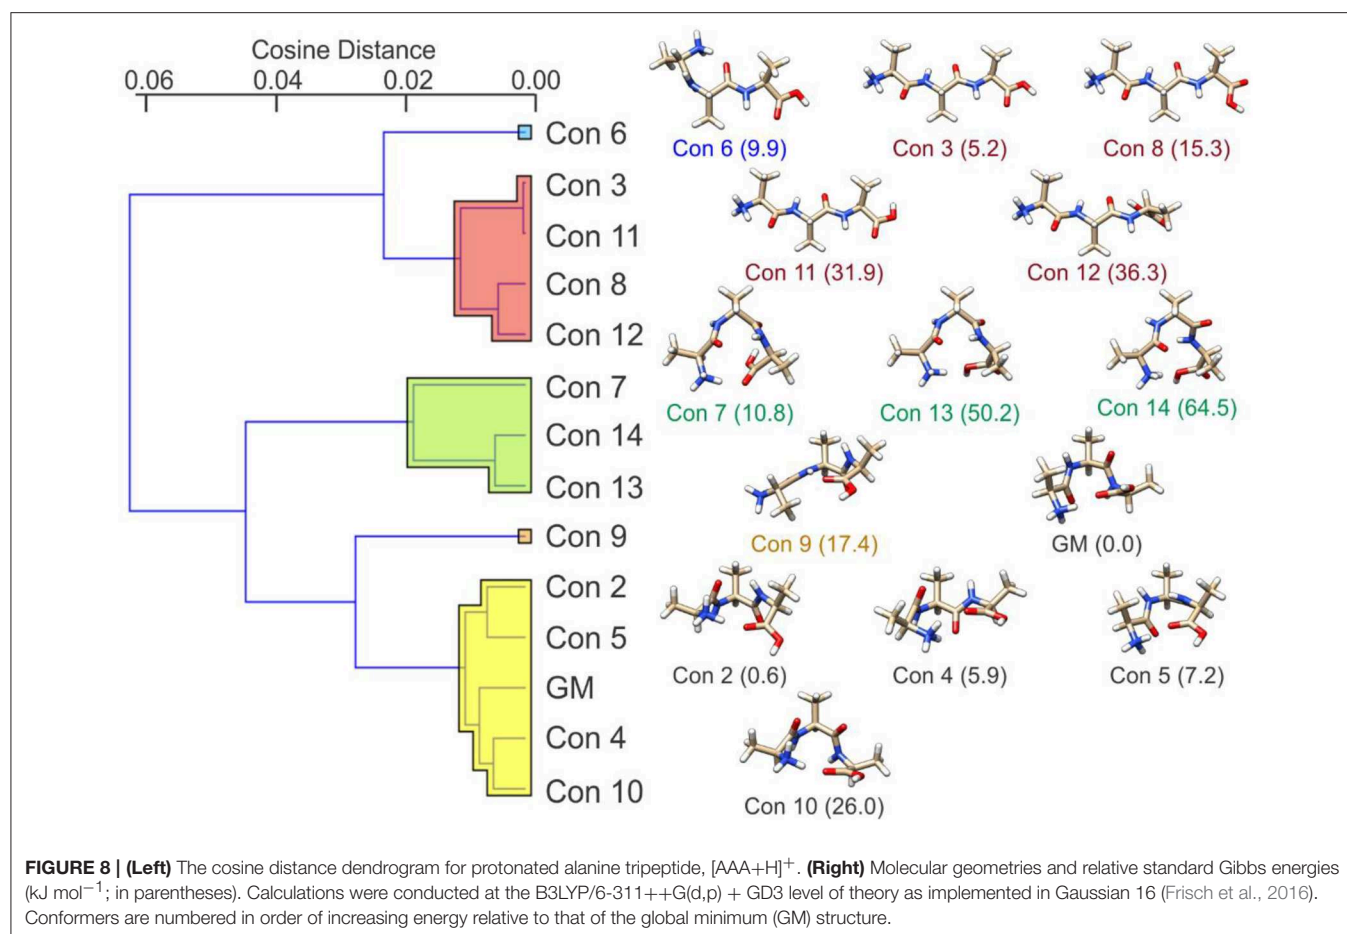 Cosine Distance
0.06 0.04 0.02 0.00
Con 6
Con 3
Con 11
Con 8
Con 12
Con 7
Con 14
Con 13
Con 9
Con 2
Con 5
GM
Con 4
Con 10
Con 6 (9.9) Con 3 (5.2) Con 8 (15.3)
Con 11 (31.9) Con 12 (36.3)
Con 7 (10.8) Con 13 (50.2) Con 14 (64.5)
Con 9 (17.4) GM (0.0)
Con 2 (0.6) Con 4 (5.9) Con 5 (7.2)
Con 10 (26.0)
FIGURE 8 | (Left) The cosine distance dendrogram for protonated alanine tripeptide, [AAA+H]⁺. (Right) Molecular geometries and relative standard Gibbs energies
(kJ mol⁻¹; in parentheses). Calculations were conducted at the B3LYP/6-311++G(d,p) + GD3 level of theory as implemented in Gaussian 16 (Frisch et al., 2016).
Conformers are numbered in order of increasing energy relative to that of the global minimum (GM) structure.